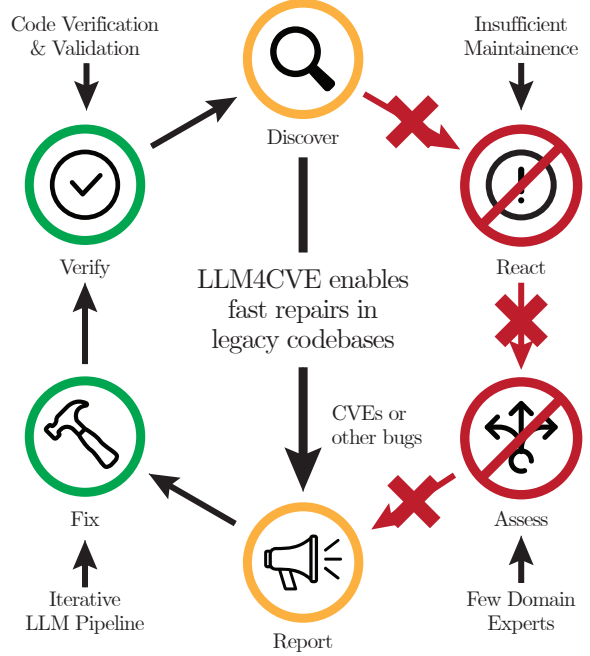 Code Verification
& Validation
Insufficient
Maintainence
Discover
Verify
React
LLM4CVE enables
fast repairs in
legacy codebases
CVEs or
other bugs
Fix
Assess
Iterative
LLM Pipeline
Few Domain
Experts
Report